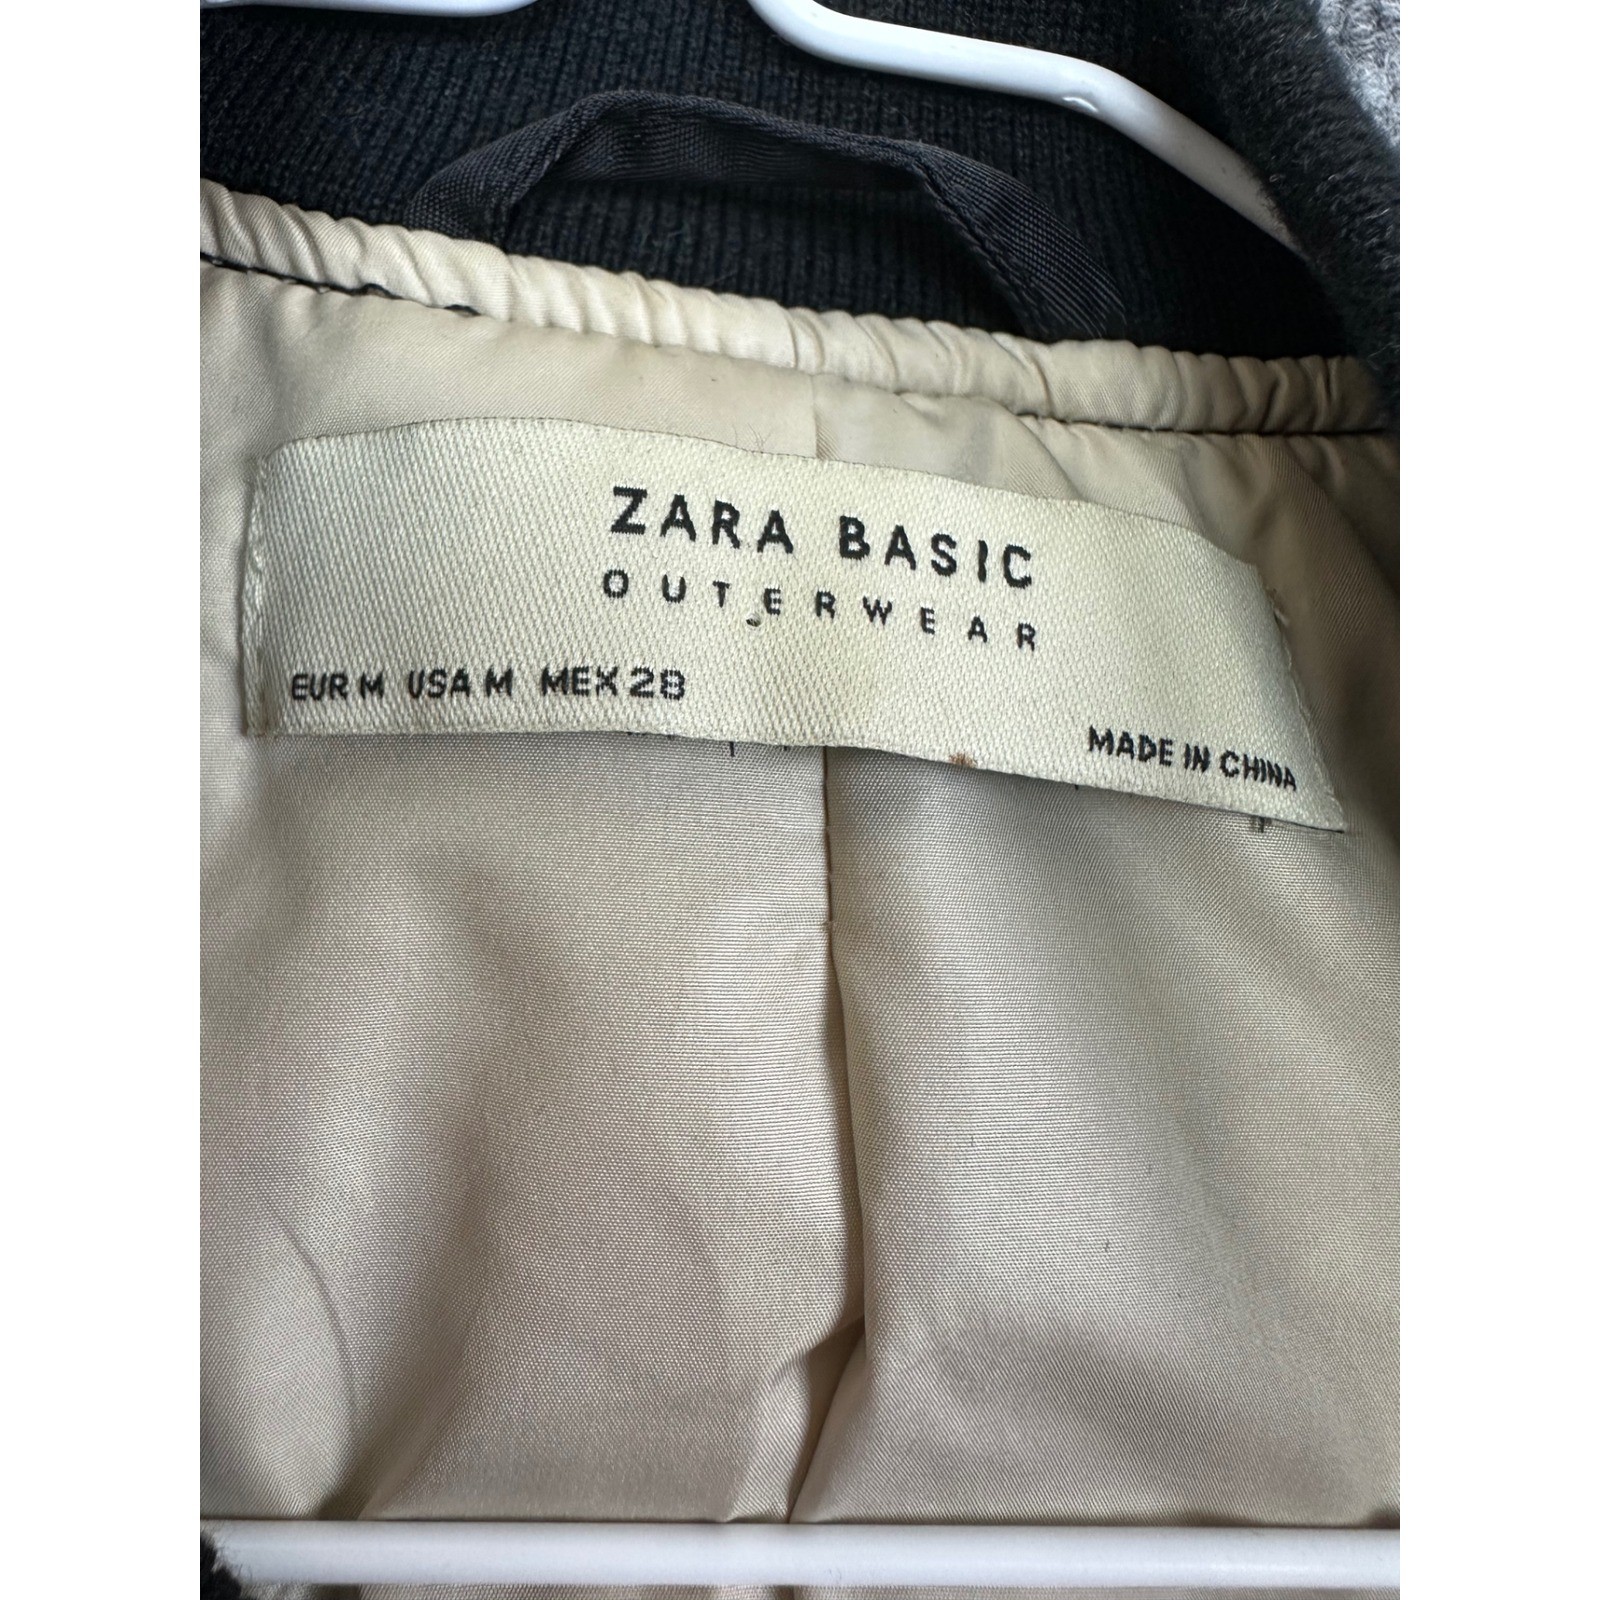 ZARA BASIC
OUTERWEAR
EUR M USA M MEX 28
MADE IN CHINA